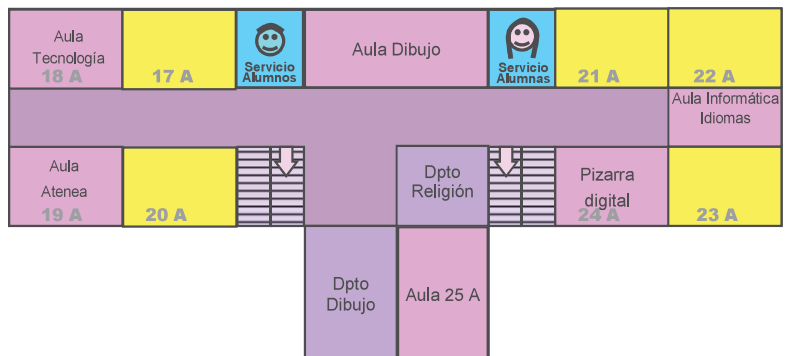 Aula
Tecnología
18 A
17 A
Servicio
Alumnos
Aula Dibujo
Servicio
Alumnas
21 A
22 A
Aula Informática
Idiomas
Aula
Atenea
19 A
20 A
Dpto
Religión
Pizarra
digital
24 A
23 A
Dpto
Dibujo
Aula 25 A